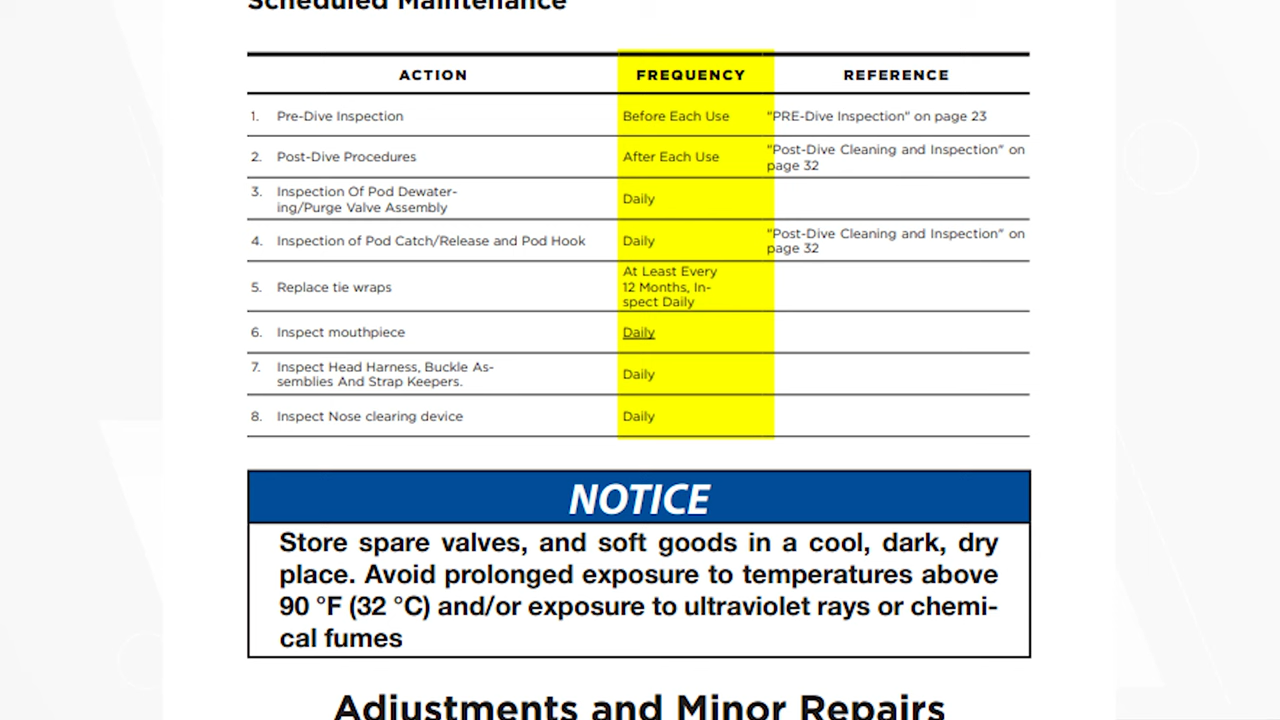 Scheduled Maintenance
ACTION FREQUENCY REFERENCE
1. Pre-Dive Inspection Before Each Use "PRE-Dive Inspection" on page 23
2. Post-Dive Procedures After Each Use "Post-Dive Cleaning and Inspection" on
page 32
3. Inspection Of Pod Dewater-
ing/Purge Valve Assembly Daily
4. Inspection of Pod Catch/Release and Pod Hook Daily "Post-Dive Cleaning and Inspection" on
page 32
5. Replace tie wraps At Least Every
12 Months, In-
spect Daily
6. Inspect mouthpiece Daily
7. Inspect Head Harness, Buckle As-
semblies And Strap Keepers. Daily
8. Inspect Nose clearing device Daily
NOTICE
Store spare valves, and soft goods in a cool, dark, dry
place. Avoid prolonged exposure to temperatures above
90 °F (32 °C) and/or exposure to ultraviolet rays or chemi-
cal fumes
Adjustments and Minor Repairs